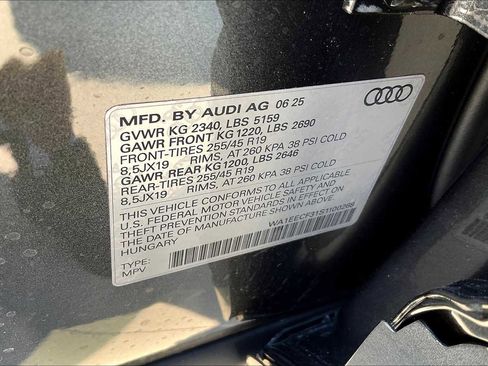 MFD. BY AUDI AG 06 25
GVWR KG 2340, LBS 5159
GAWR FRONT KG 1220, LBS 2690
FRONT-TIRES 255/45 R19
8,5JX19 RIMS, AT 260 KPA 38 PSI COLD
GAWR REAR KG1200, LBS 2646
REAR-TIRES 255/45 R19
8,5JX19 RIMS, AT 260 KPA 38 PSI COLD
THIS VEHICLE CONFORMS TO ALL APPLICABLE
U.S. FEDERAL MOTOR VEHICLE SAFETY AND
THEFT PREVENTION STANDARDS IN EFFECT ON
THE DATE OF MANUFACTURE SHOWN ABOVE.
HUNGARY
WA1EECF31S1100268
TYPE:
MPV